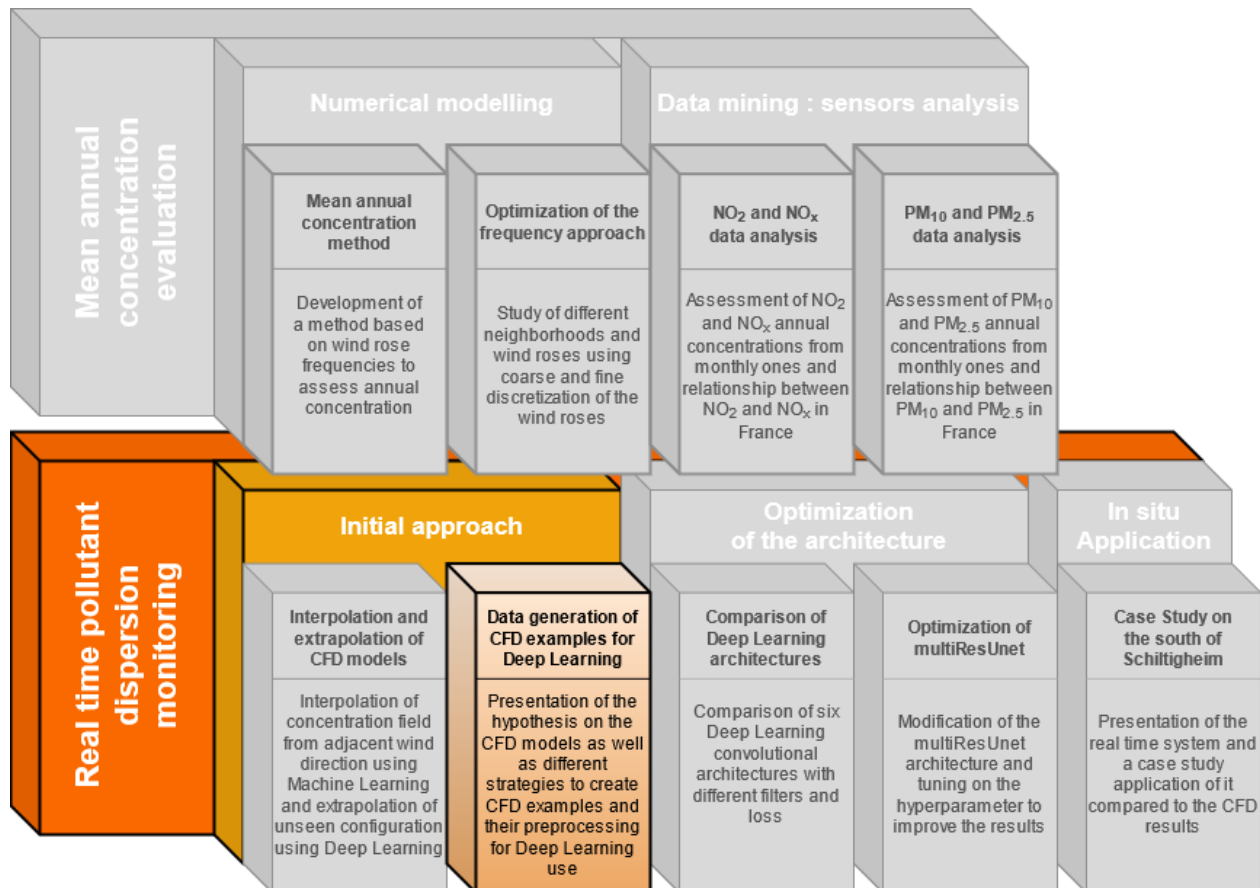 Mean annual
concentration
evaluation
Numerical modelling
Data mining : sensors analysis
Mean annual
concentration
method
Development of
a method based
on wind rose
frequencies to
assess annual
concentration
Optimization of the
frequency approach
Study of different
neighborhoods and
wind roses using
coarse and fine
discretization of the
wind roses
NO₂ and NOₓ
data analysis
Assessment of NO₂
and NOₓ annual
concentrations from
monthly ones and
relationship between
NO₂ and NOₓ in
France
PM₁₀ and PM₂.₅
data analysis
Assessment of PM₁₀
and PM₂.₅ annual
concentrations from
monthly ones and
relationship between
PM₁₀ and PM₂.₅ in
France
Real time pollutant
dispersion
monitoring
Initial approach
Optimization
of the architecture
In situ
Application
Interpolation and
extrapolation of
CFD models
Interpolation of
concentration field
from adjacent wind
direction using
Machine Learning
and extrapolation of
unseen configuration
using Deep Learning
Data generation of
CFD examples for
Deep Learning
Presentation of the
hypothesis on the
CFD models as well
as different
strategies to create
CFD examples and
their preprocessing
for Deep Learning
use
Comparison of
Deep Learning
architectures
Comparison of six
Deep Learning
convolutional
architectures with
different filters and
loss
Optimization of
multiResUnet
Modification of the
multiResUnet
architecture and
tuning on the
hyperparameter to
improve the results
Case Study on
the south of
Schiltigheim
Presentation of the
real time system and
a case study
application of it
compared to the CFD
results